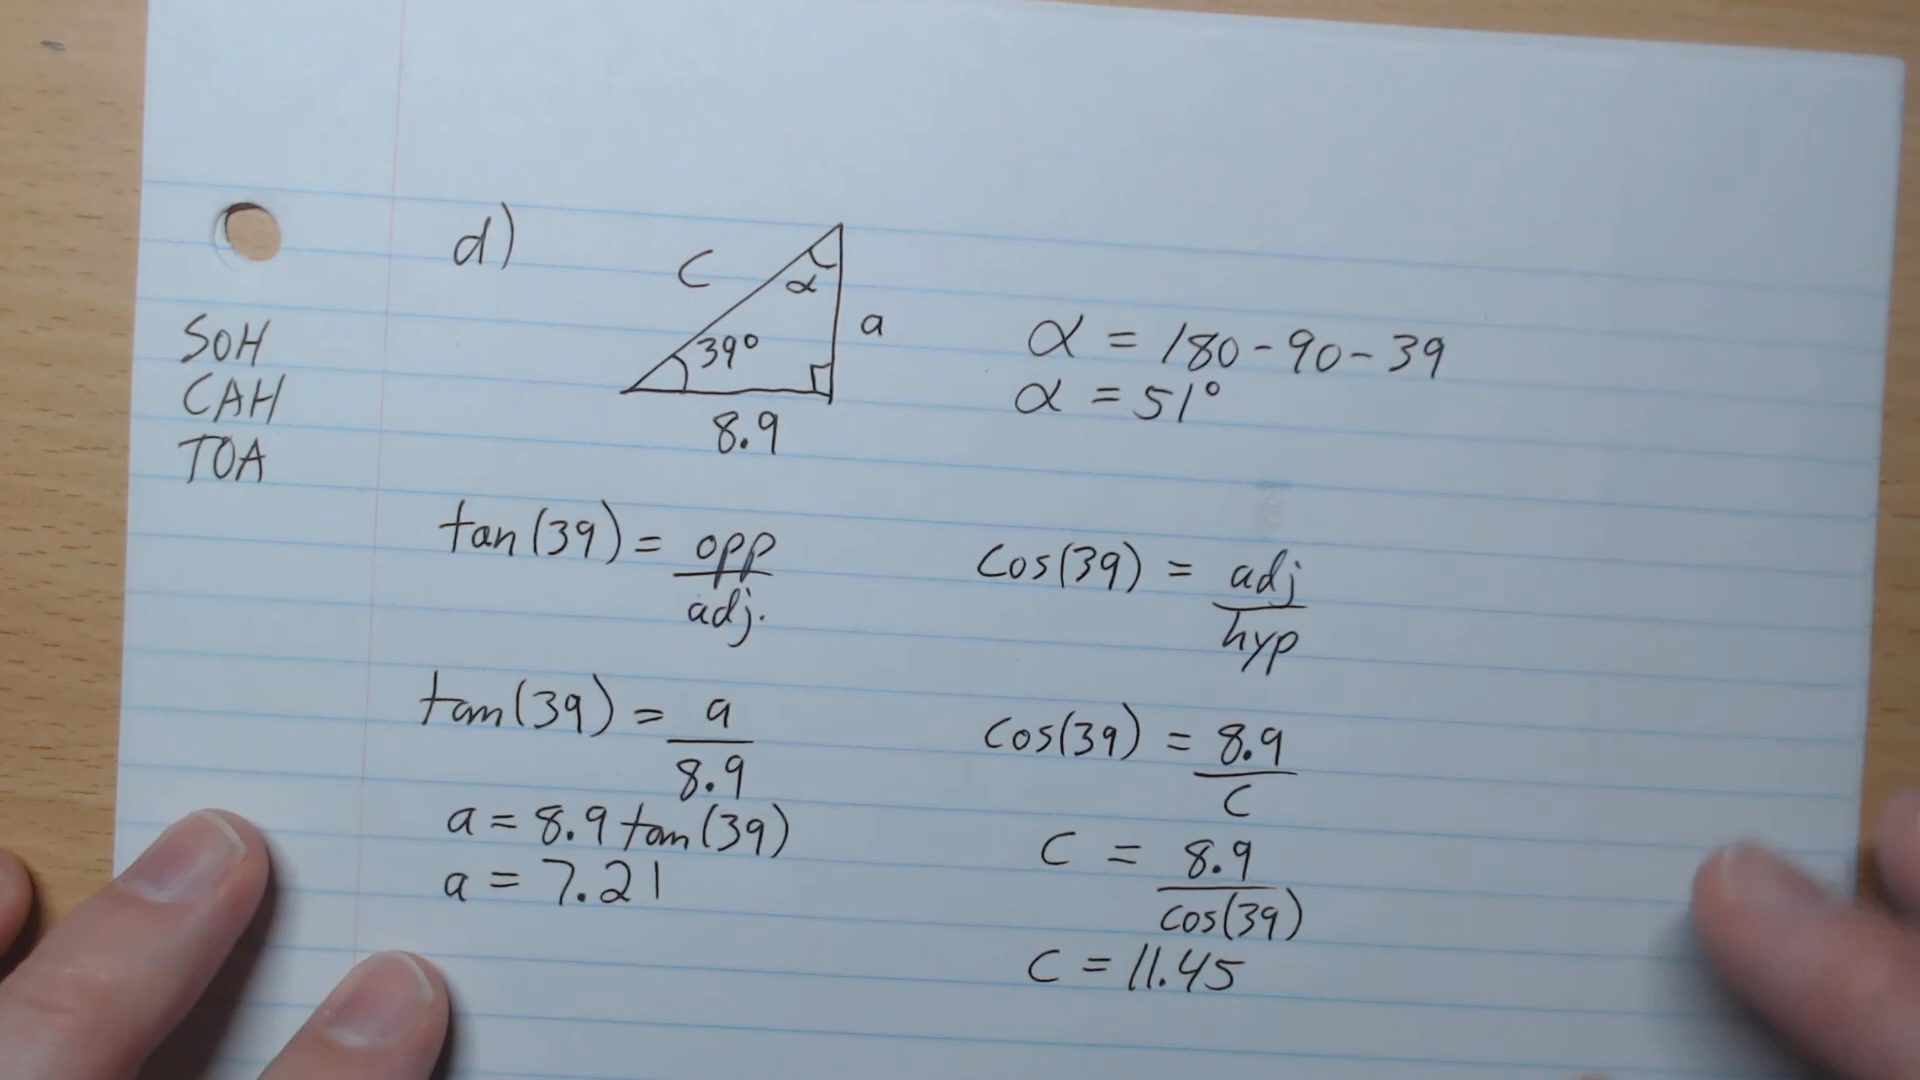 d)
C
α
39°
a
8.9
SOH
CAH
TOA
α = 180 - 90 - 39
α = 51°
tan(39) = opp
adj.
tan(39) = a
8.9
a = 8.9 tan(39)
a = 7.21
Cos(39) = adj
hyp
Cos(39) = 8.9
C
C = 8.9
cos(39)
C = 11.45